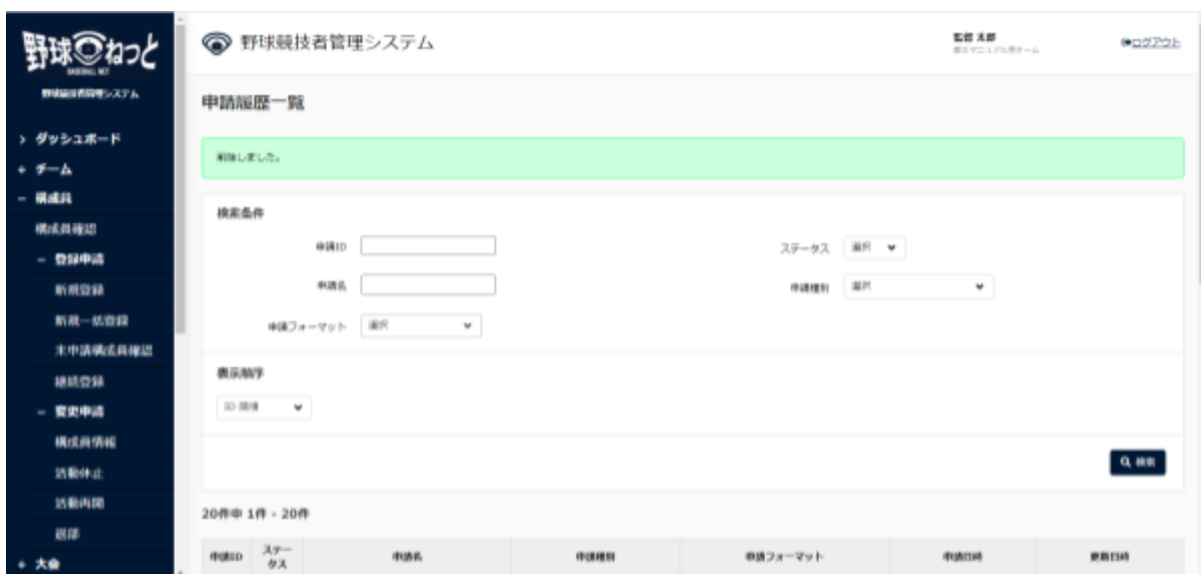 野球ねっと
BASEBALL NET
野球競技者管理システム
> ダッシュボード
+ チーム
− 構成員
構成員確認
− 登録申請
新規登録
新規一括登録
未申請構成員確認
継続登録
− 変更申請
構成員情報
活動休止
活動再開
退部
+ 大会
野球競技者管理システム
監督 太郎
ログアウト
申請履歴一覧
削除しました。
検索条件
申請ID
ステータス 選択
申請名
申請種別 選択
申請フォーマット 選択
表示順序
ID 降順
検索
20件中 1件 - 20件
申請ID ステータス 申請名 申請種別 申請フォーマット 申請日時 更新日時